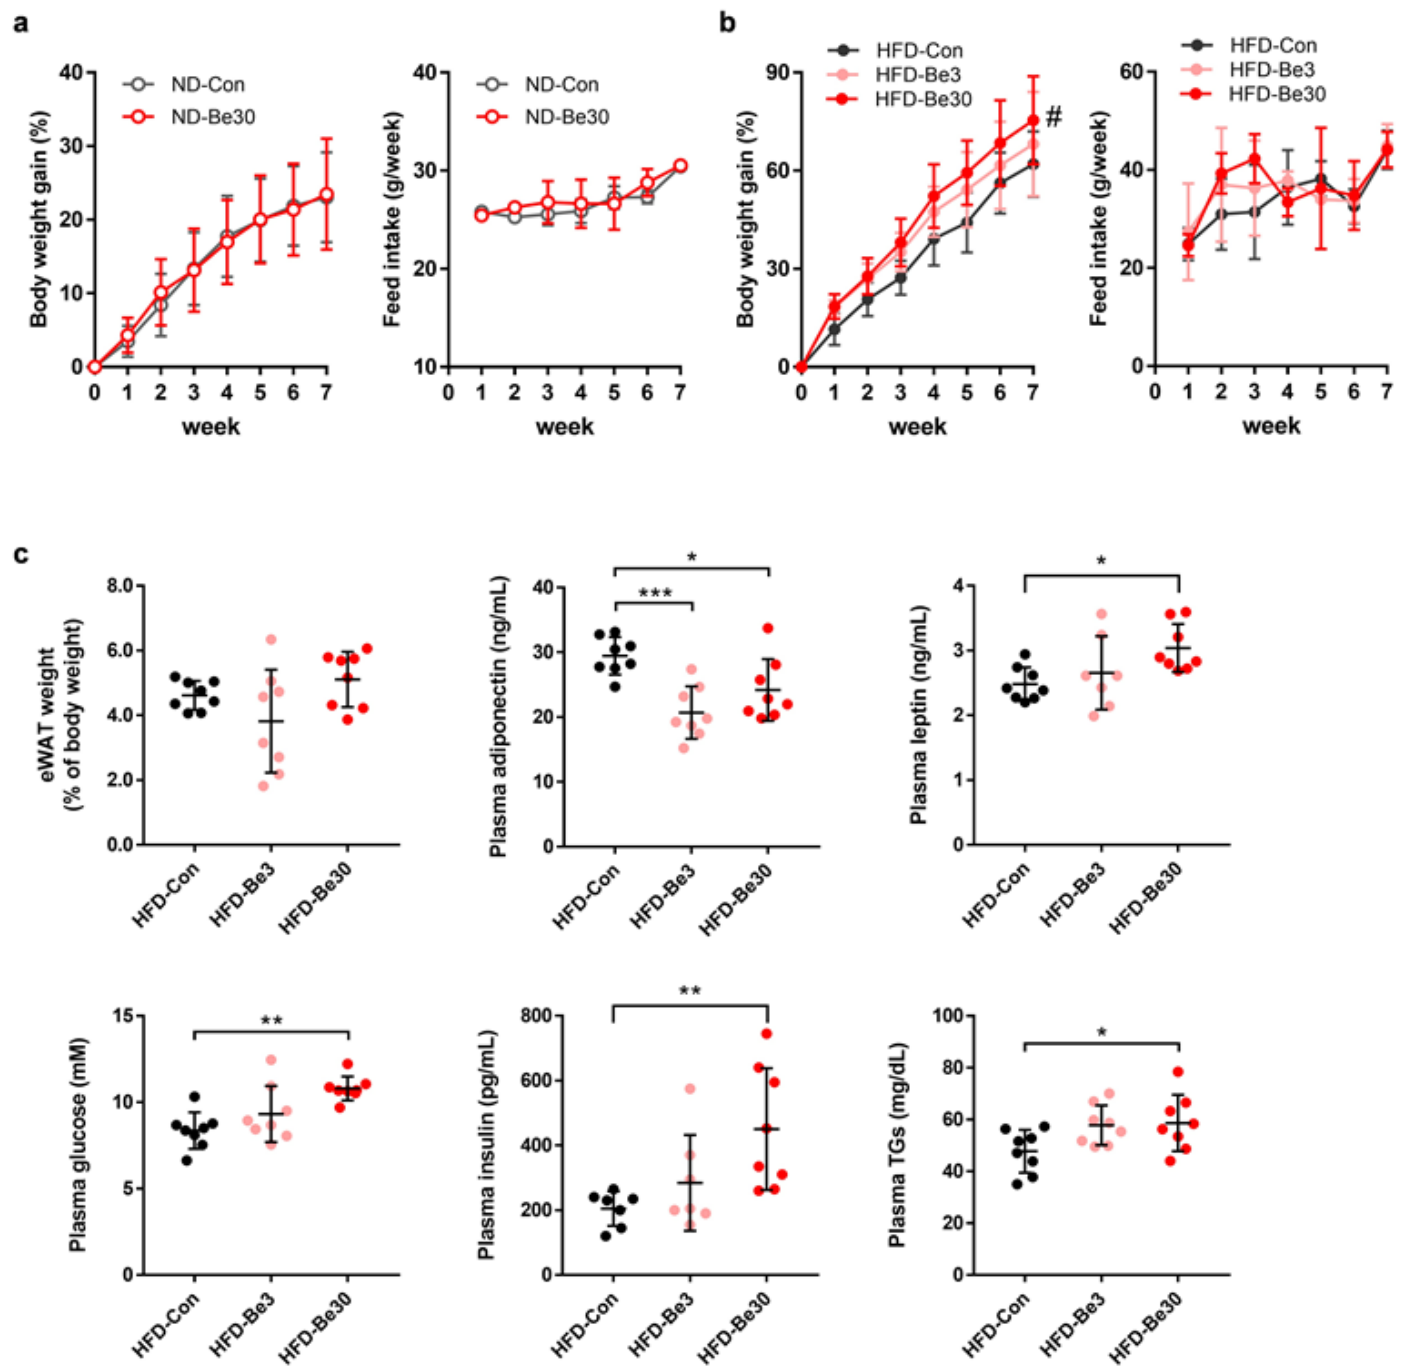 a
ND-Con
ND-Be30
Body weight gain (%)
40
30
20
10
0
0 1 2 3 4 5 6 7
week
ND-Con
ND-Be30
Feed intake (g/week)
40
30
20
10
0 1 2 3 4 5 6 7
week
b
HFD-Con
HFD-Be3
HFD-Be30
Body weight gain (%)
90
60
30
0
#
0 1 2 3 4 5 6 7
week
HFD-Con
HFD-Be3
HFD-Be30
Feed intake (g/week)
60
40
20
0
0 1 2 3 4 5 6 7
week
c
eWAT weight
(% of body weight)
8.0
6.0
4.0
2.0
0.0
HFD-Con
HFD-Be3
HFD-Be30
Plasma adiponectin (ng/mL)
40
30
20
10
0
*
***
HFD-Con
HFD-Be3
HFD-Be30
Plasma leptin (ng/mL)
4
3
2
1
0
*
HFD-Con
HFD-Be3
HFD-Be30
Plasma glucose (mM)
15
10
5
0
**
HFD-Con
HFD-Be3
HFD-Be30
Plasma insulin (pg/mL)
800
600
400
200
0
**
HFD-Con
HFD-Be3
HFD-Be30
Plasma TGs (mg/dL)
100
80
60
40
20
0
*
HFD-Con
HFD-Be3
HFD-Be30